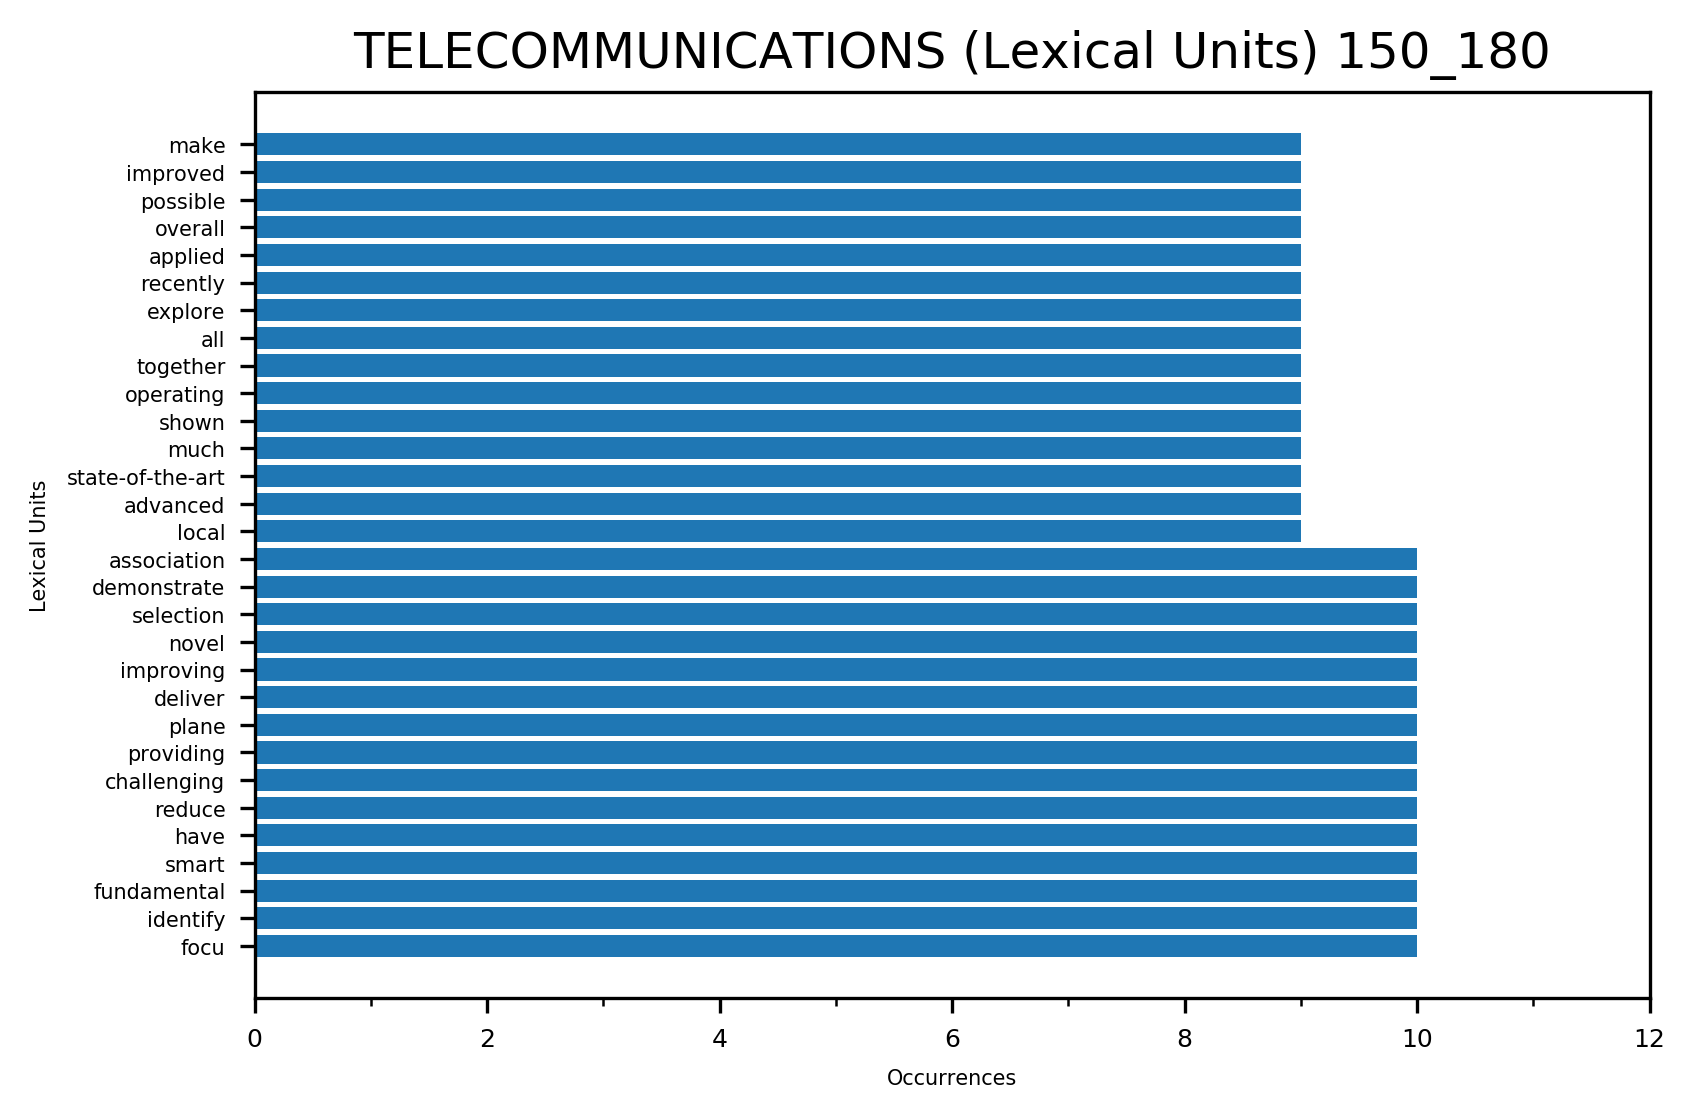 TELECOMMUNICATIONS (Lexical Units) 150_180
make
improved
possible
overall
applied
recently
explore
all
together
operating
shown
much
state-of-the-art
advanced
local
association
demonstrate
selection
novel
improving
deliver
plane
providing
challenging
reduce
have
smart
fundamental
identify
focu
Lexical Units
0 2 4 6 8 10 12
Occurrences